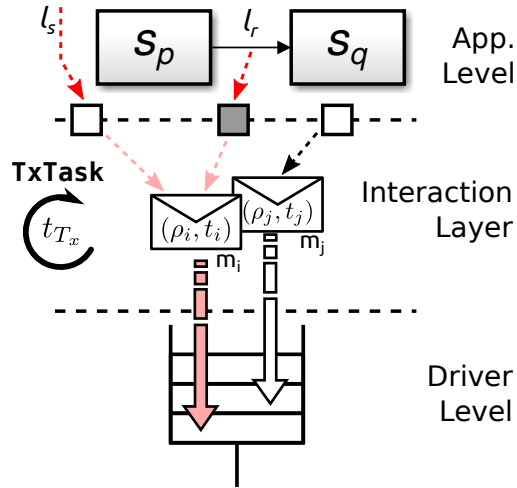 l_s
S_p
l_r
S_q
App.
Level
TxTask
t_{T_x}
(ρ_i, t_i)
(ρ_j, t_j)
m_i
m_j
Interaction
Layer
Driver
Level